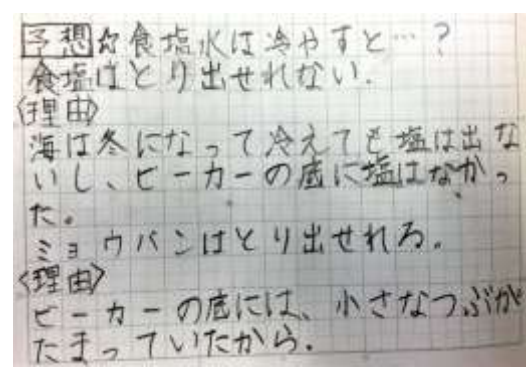 予想☆食塩水は冷やすと…?
食塩はとり出せれない.
〈理由〉
海は冬になって冷えても塩は出な
いし、ビーカーの底に塩はなかっ
た。
ミョウバンはとり出せれる。
〈理由〉
ビーカーの底には、小さなつぶが
たまっていたから.